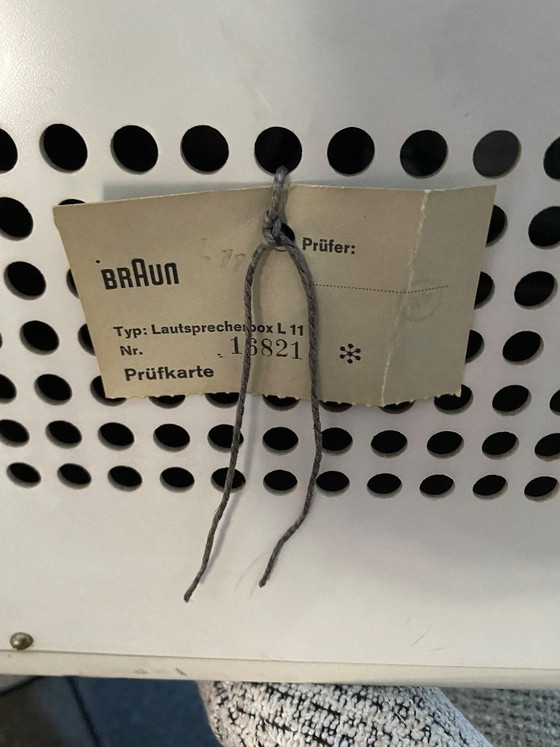 BRAUN
Prüfer:
Typ: Lautsprecherbox L 11
Nr. 16821 *
Prüfkarte